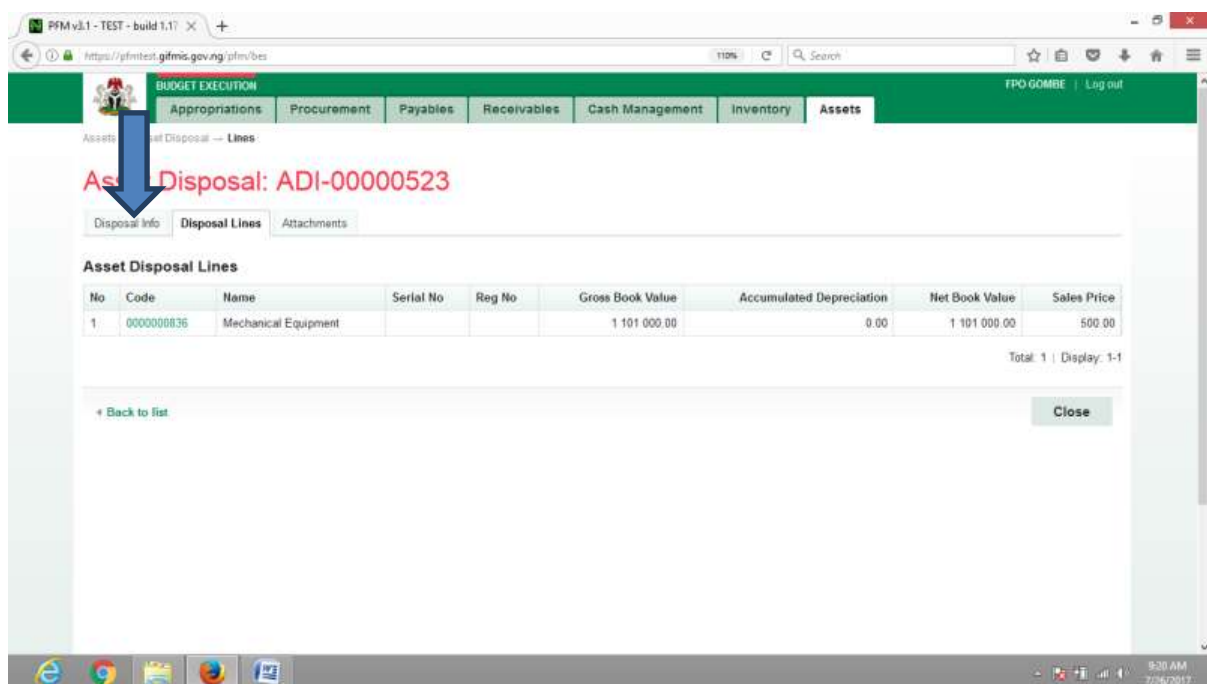 PFM v3.1 - TEST - build 1.17
https://pfmtest.gifmis.gov.ng/pfm/bes 110% Search
BUDGET EXECUTION FPO GOMBE | Log out
Appropriations Procurement Payables Receivables Cash Management Inventory Assets
Assets Disposal → Lines
Disposal: ADI-00000523
Disposal Info Disposal Lines Attachments
Asset Disposal Lines
No Code Name Serial No Reg No Gross Book Value Accumulated Depreciation Net Book Value Sales Price
1 0000000836 Mechanical Equipment 1 101 000.00 0.00 1 101 000.00 500.00
Total: 1 | Display: 1-1
Back to list Close
9:20 AM
7/26/2017